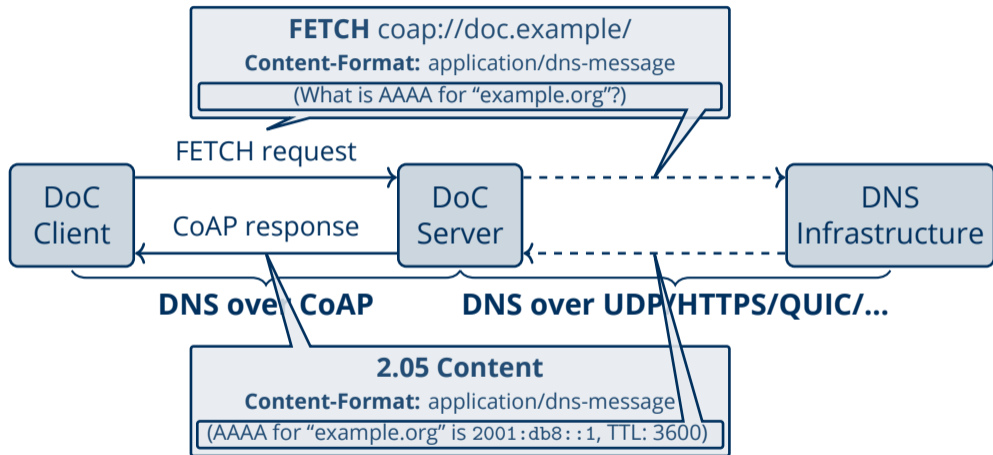 FETCH coap://doc.example/
Content-Format: application/dns-message
(What is AAAA for “example.org”?)
FETCH request
DoC
Client
DoC
Server
DNS
Infrastructure
CoAP response
DNS over CoAP
DNS over UDP/HTTPS/QUIC/...
2.05 Content
Content-Format: application/dns-message
(AAAA for “example.org” is 2001:db8::1, TTL: 3600)